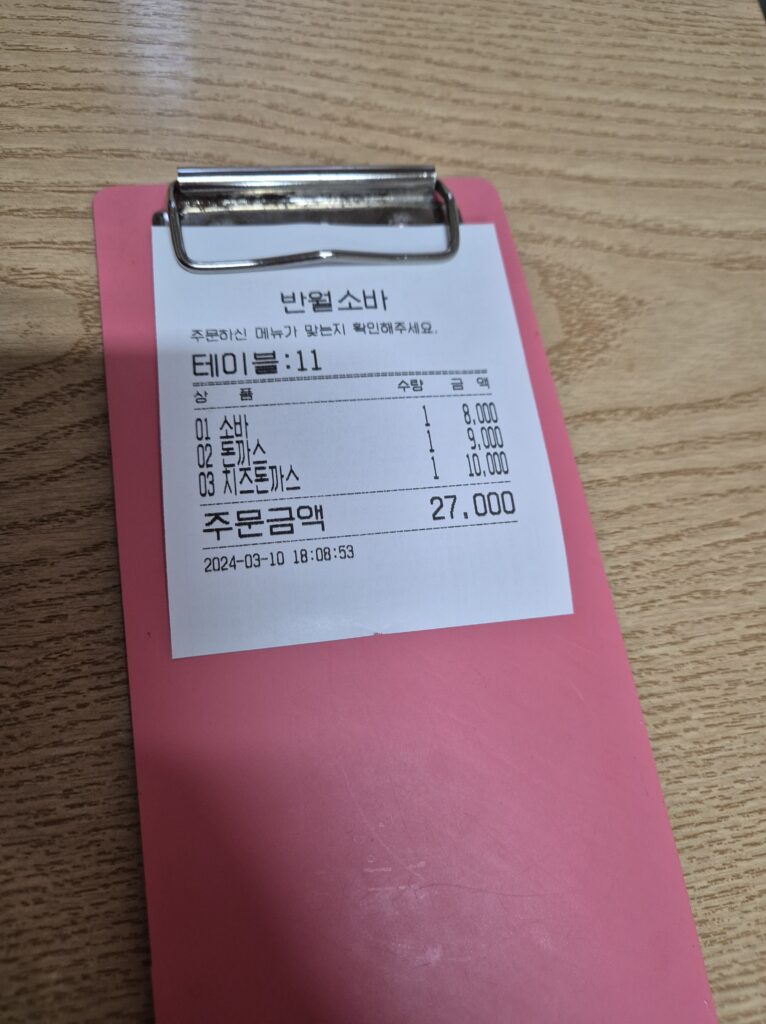 반월소바
주문하신 메뉴가 맞는지 확인해주세요.
테이블:11
상 품 수량 금 액
01 소바 1 8,000
02 돈까스 1 9,000
03 치즈돈까스 1 10,000
주문금액 27,000
2024-03-10 18:08:53